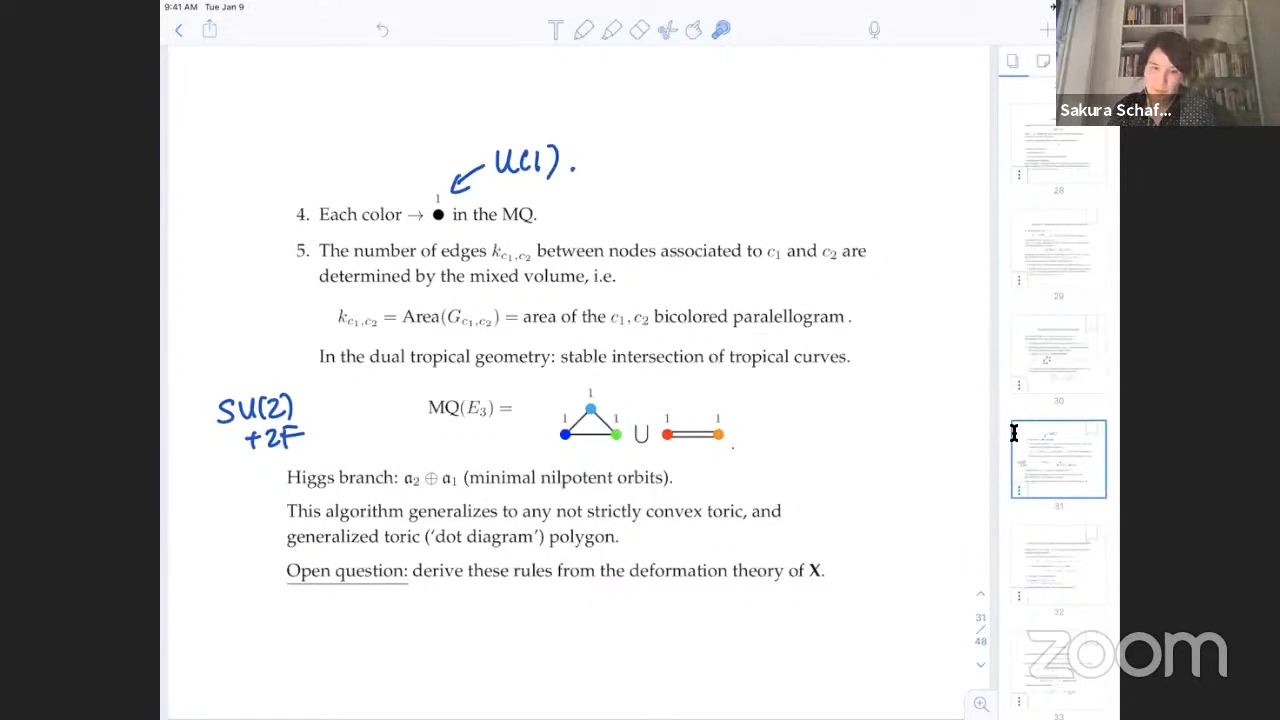 9:41 AM Tue Jan 9
Sakura Schaf...
U(1).
1
4. Each color → ● in the MQ.
5. The number of edges k_{c₁,c₂} between nodes associated to c₁ and c₂ are
determined by the mixed volume, i.e.
k_{c₁,c₂} = Area(G_{c₁,c₂}) = area of the c₁, c₂ bicolored paralellogram .
In the dual tropical geometry: stable intersection of tropical curves.
SU(2)
+2F
MQ(E₃) =
1
1 1 ∪ 1 1 .
Higgs branch: 𝔞₂ ⊕ 𝔞₁ (minimal nilpotent orbits).
This algorithm generalizes to any not strictly convex toric, and
generalized toric ('dot diagram') polygon.
Open question: derive these rules from the deformation theory of X.
28
29
30
31
32
33
31
/
48
zoom